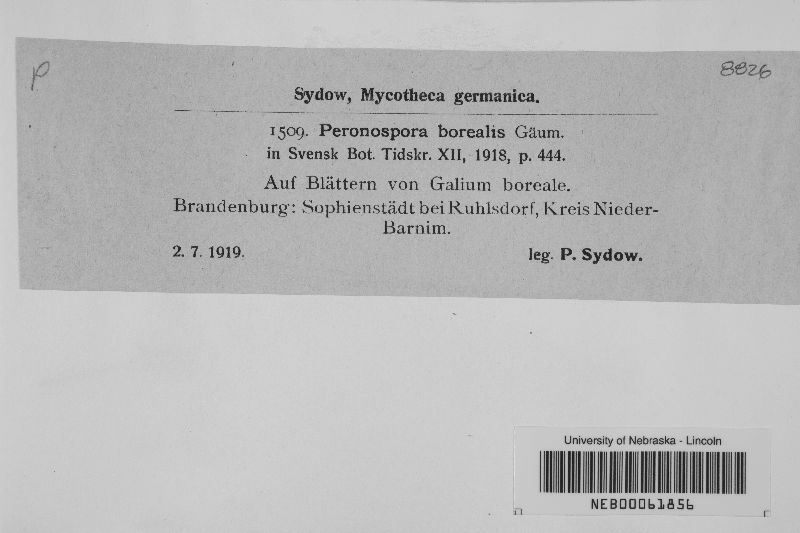 p
8826
Sydow, Mycotheca germanica.
1509. Peronospora borealis Gäum.
in Svensk Bot. Tidskr. XII, 1918, p. 444.
Auf Blättern von Galium boreale.
Brandenburg: Sophienstädt bei Ruhlsdorf, Kreis Nieder-
Barnim.
2. 7. 1919. leg. P. Sydow.
University of Nebraska - Lincoln
NEB00061856